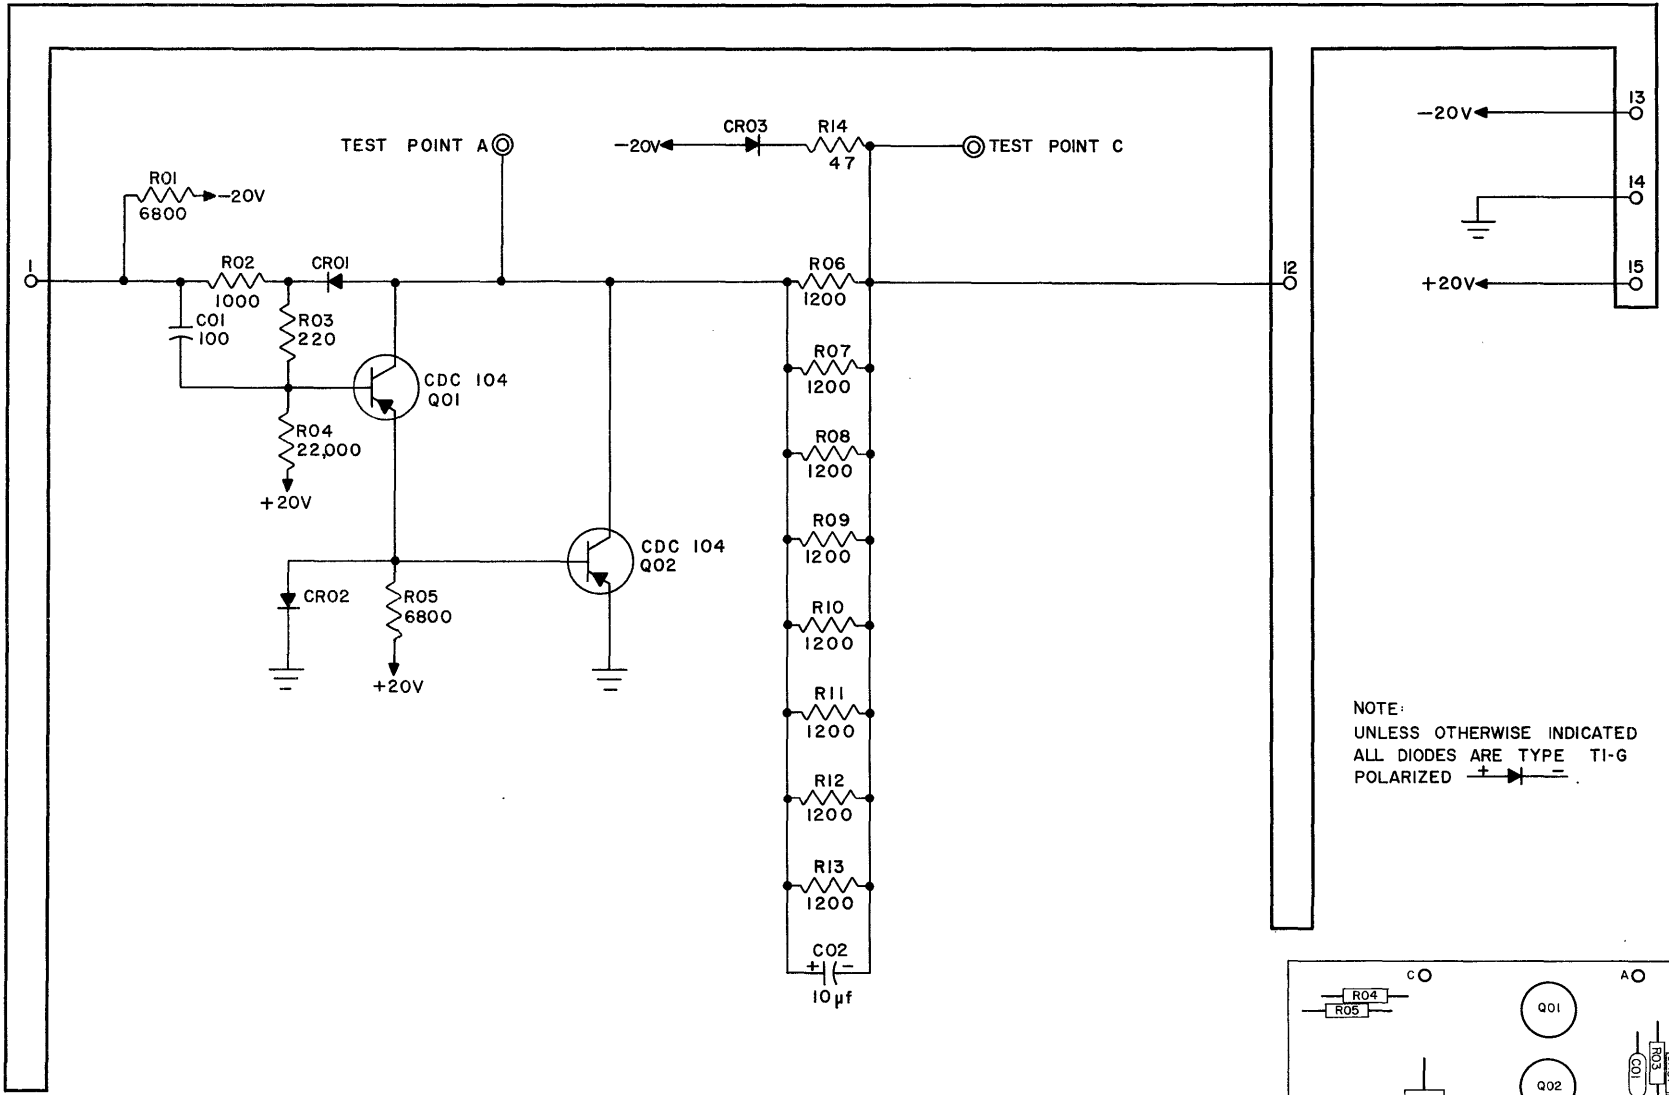 TEST POINT A
CR03
R14
-20V
47
TEST POINT C
R01
-20V
6800
1
R02
CR01
1000
C01
100
R03
220
CDC 104
Q01
R04
22,000
+20V
CR02
R05
6800
+20V
CDC 104
Q02
R06
1200
R07
1200
R08
1200
R09
1200
R10
1200
R11
1200
R12
1200
R13
1200
C02
+ -
10µf
12
-20V
13
14
+20V
15
NOTE:
UNLESS OTHERWISE INDICATED
ALL DIODES ARE TYPE TI-G
POLARIZED + - .
C
A
R04
R05
Q01
Q02
C01
R03